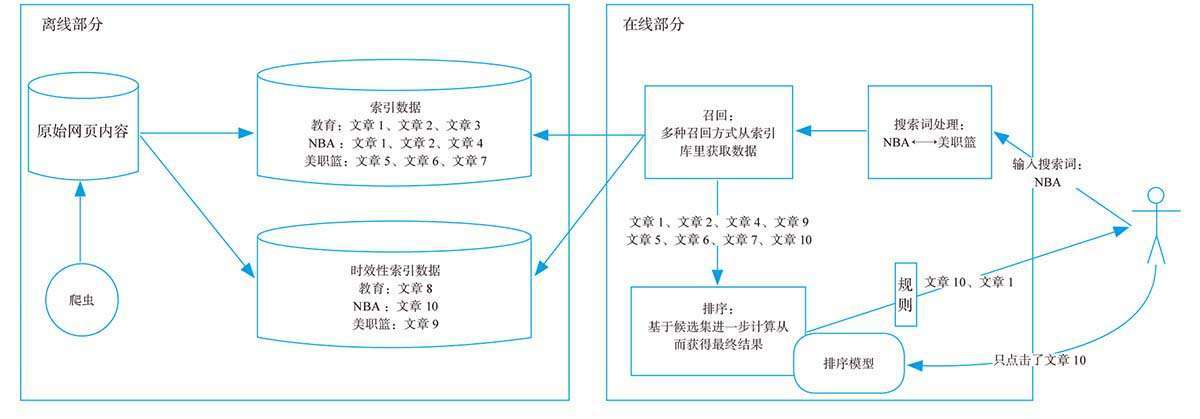 离线部分
原始网页内容
爬虫
索引数据
教育：文章 1、文章 2、文章 3
NBA：文章 1、文章 2、文章 4
美职篮：文章 5、文章 6、文章 7
时效性索引数据
教育：文章 8
NBA：文章 10
美职篮：文章 9
在线部分
召回：
多种召回方式从索引
库里获取数据
搜索词处理：
NBA⟷美职篮
输入搜索词：
NBA
文章 1、文章 2、文章 4、文章 9
文章 5、文章 6、文章 7、文章 10
排序：
基于候选集进一步计算从
而获得最终结果
排序模型
规
则
文章 10、文章 1
只点击了文章 10